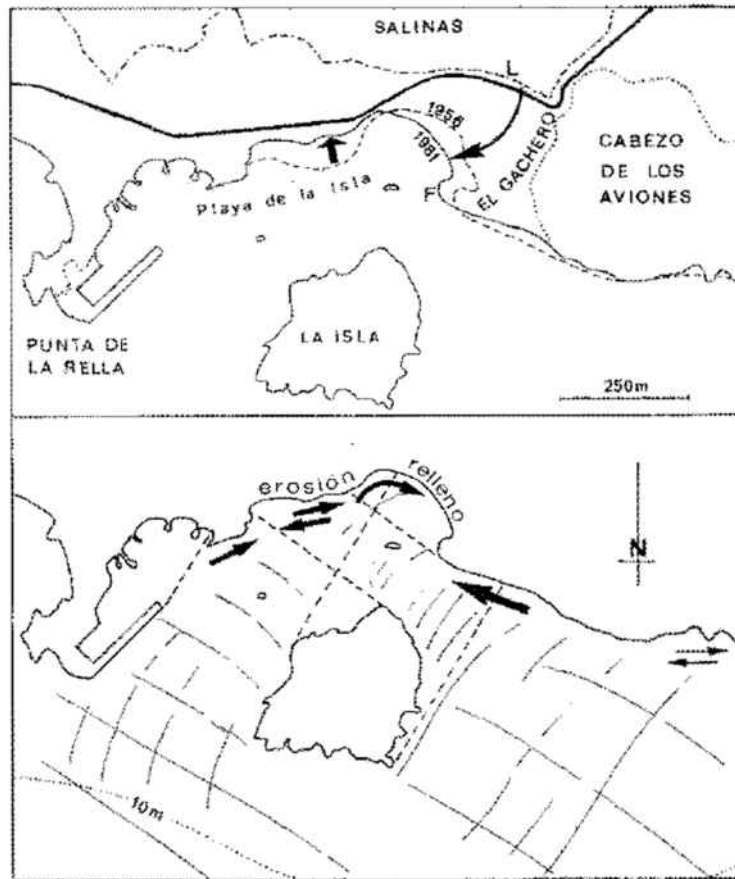 SALINAS
L
1956
1981
EL GACHERO
CABEZO
DE LOS
AVIONES
Playa de la Isla
F
LA ISLA
PUNTA DE
LA RELLA
250m
erosión
relleno
N
10m